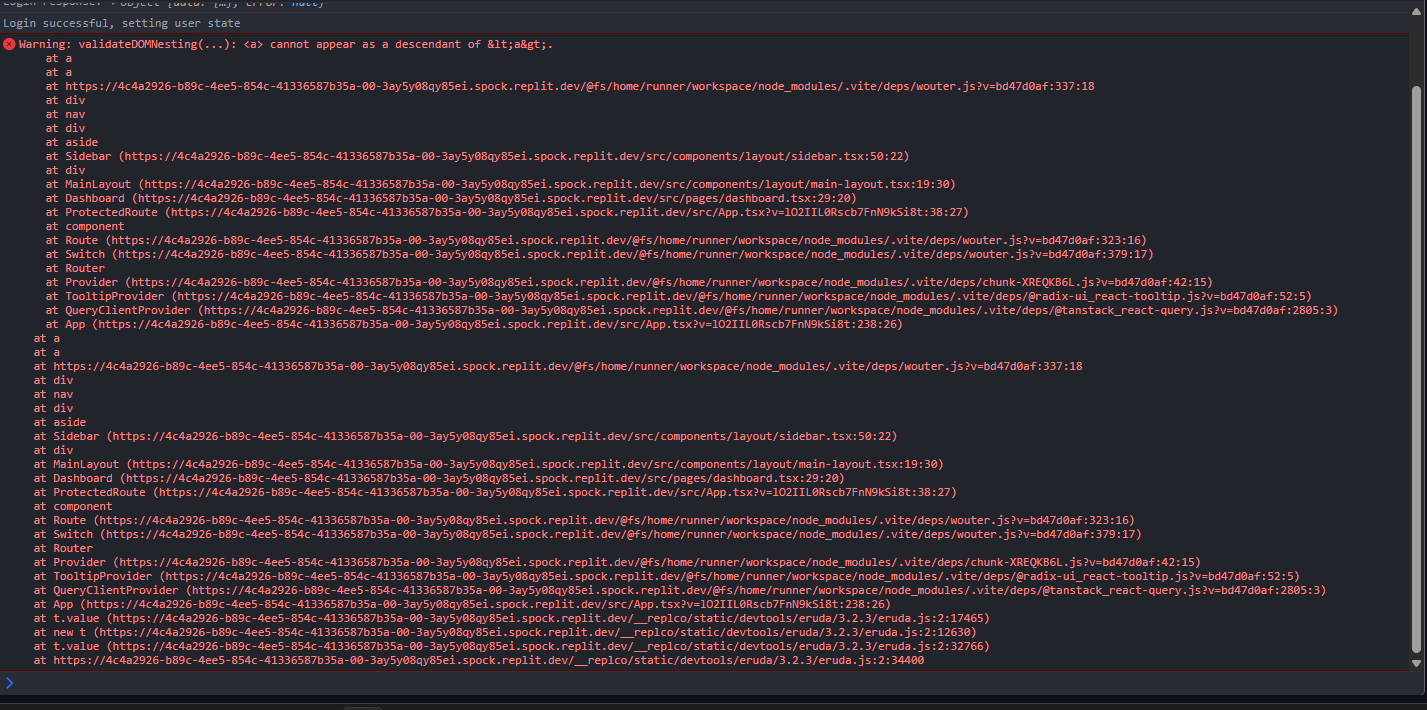 Login response: ▸ Object {data: {…}, error: null}
Login successful, setting user state
Warning: validateDOMNesting(...): <a> cannot appear as a descendant of &lt;a&gt;.
at a
at a
at https://4c4a2926-b89c-4ee5-854c-41336587b35a-00-3ay5y08qy85ei.spock.replit.dev/@fs/home/runner/workspace/node_modules/.vite/deps/wouter.js?v=bd47d0af:337:18
at div
at nav
at div
at aside
at Sidebar (https://4c4a2926-b89c-4ee5-854c-41336587b35a-00-3ay5y08qy85ei.spock.replit.dev/src/components/layout/sidebar.tsx:50:22)
at div
at MainLayout (https://4c4a2926-b89c-4ee5-854c-41336587b35a-00-3ay5y08qy85ei.spock.replit.dev/src/components/layout/main-layout.tsx:19:30)
at Dashboard (https://4c4a2926-b89c-4ee5-854c-41336587b35a-00-3ay5y08qy85ei.spock.replit.dev/src/pages/dashboard.tsx:29:20)
at ProtectedRoute (https://4c4a2926-b89c-4ee5-854c-41336587b35a-00-3ay5y08qy85ei.spock.replit.dev/src/App.tsx?v=lO2IIL0Rscb7FnN9kSi8t:38:27)
at component
at Route (https://4c4a2926-b89c-4ee5-854c-41336587b35a-00-3ay5y08qy85ei.spock.replit.dev/@fs/home/runner/workspace/node_modules/.vite/deps/wouter.js?v=bd47d0af:323:16)
at Switch (https://4c4a2926-b89c-4ee5-854c-41336587b35a-00-3ay5y08qy85ei.spock.replit.dev/@fs/home/runner/workspace/node_modules/.vite/deps/wouter.js?v=bd47d0af:379:17)
at Router
at Provider (https://4c4a2926-b89c-4ee5-854c-41336587b35a-00-3ay5y08qy85ei.spock.replit.dev/@fs/home/runner/workspace/node_modules/.vite/deps/chunk-XREQKB6L.js?v=bd47d0af:42:15)
at TooltipProvider (https://4c4a2926-b89c-4ee5-854c-41336587b35a-00-3ay5y08qy85ei.spock.replit.dev/@fs/home/runner/workspace/node_modules/.vite/deps/@radix-ui_react-tooltip.js?v=bd47d0af:52:5)
at QueryClientProvider (https://4c4a2926-b89c-4ee5-854c-41336587b35a-00-3ay5y08qy85ei.spock.replit.dev/@fs/home/runner/workspace/node_modules/.vite/deps/@tanstack_react-query.js?v=bd47d0af:2805:3)
at App (https://4c4a2926-b89c-4ee5-854c-41336587b35a-00-3ay5y08qy85ei.spock.replit.dev/src/App.tsx?v=lO2IIL0Rscb7FnN9kSi8t:238:26)
at a
at a
at https://4c4a2926-b89c-4ee5-854c-41336587b35a-00-3ay5y08qy85ei.spock.replit.dev/@fs/home/runner/workspace/node_modules/.vite/deps/wouter.js?v=bd47d0af:337:18
at div
at nav
at div
at aside
at Sidebar (https://4c4a2926-b89c-4ee5-854c-41336587b35a-00-3ay5y08qy85ei.spock.replit.dev/src/components/layout/sidebar.tsx:50:22)
at div
at MainLayout (https://4c4a2926-b89c-4ee5-854c-41336587b35a-00-3ay5y08qy85ei.spock.replit.dev/src/components/layout/main-layout.tsx:19:30)
at Dashboard (https://4c4a2926-b89c-4ee5-854c-41336587b35a-00-3ay5y08qy85ei.spock.replit.dev/src/pages/dashboard.tsx:29:20)
at ProtectedRoute (https://4c4a2926-b89c-4ee5-854c-41336587b35a-00-3ay5y08qy85ei.spock.replit.dev/src/App.tsx?v=lO2IIL0Rscb7FnN9kSi8t:38:27)
at component
at Route (https://4c4a2926-b89c-4ee5-854c-41336587b35a-00-3ay5y08qy85ei.spock.replit.dev/@fs/home/runner/workspace/node_modules/.vite/deps/wouter.js?v=bd47d0af:323:16)
at Switch (https://4c4a2926-b89c-4ee5-854c-41336587b35a-00-3ay5y08qy85ei.spock.replit.dev/@fs/home/runner/workspace/node_modules/.vite/deps/wouter.js?v=bd47d0af:379:17)
at Router
at Provider (https://4c4a2926-b89c-4ee5-854c-41336587b35a-00-3ay5y08qy85ei.spock.replit.dev/@fs/home/runner/workspace/node_modules/.vite/deps/chunk-XREQKB6L.js?v=bd47d0af:42:15)
at TooltipProvider (https://4c4a2926-b89c-4ee5-854c-41336587b35a-00-3ay5y08qy85ei.spock.replit.dev/@fs/home/runner/workspace/node_modules/.vite/deps/@radix-ui_react-tooltip.js?v=bd47d0af:52:5)
at QueryClientProvider (https://4c4a2926-b89c-4ee5-854c-41336587b35a-00-3ay5y08qy85ei.spock.replit.dev/@fs/home/runner/workspace/node_modules/.vite/deps/@tanstack_react-query.js?v=bd47d0af:2805:3)
at App (https://4c4a2926-b89c-4ee5-854c-41336587b35a-00-3ay5y08qy85ei.spock.replit.dev/src/App.tsx?v=lO2IIL0Rscb7FnN9kSi8t:238:26)
at t.value (https://4c4a2926-b89c-4ee5-854c-41336587b35a-00-3ay5y08qy85ei.spock.replit.dev/__replco/static/devtools/eruda/3.2.3/eruda.js:2:17465)
at new t (https://4c4a2926-b89c-4ee5-854c-41336587b35a-00-3ay5y08qy85ei.spock.replit.dev/__replco/static/devtools/eruda/3.2.3/eruda.js:2:12630)
at t.value (https://4c4a2926-b89c-4ee5-854c-41336587b35a-00-3ay5y08qy85ei.spock.replit.dev/__replco/static/devtools/eruda/3.2.3/eruda.js:2:32766)
at https://4c4a2926-b89c-4ee5-854c-41336587b35a-00-3ay5y08qy85ei.spock.replit.dev/__replco/static/devtools/eruda/3.2.3/eruda.js:2:34400